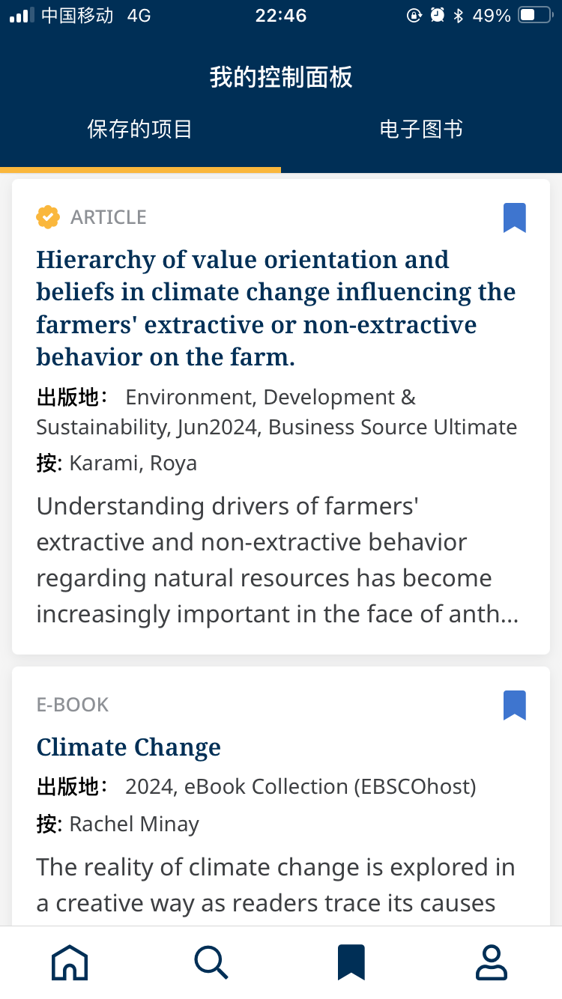 中国移动 4G 22:46 49%
我的控制面板
保存的项目 电子图书
ARTICLE
Hierarchy of value orientation and
beliefs in climate change influencing the
farmers' extractive or non-extractive
behavior on the farm.
出版地： Environment, Development &
Sustainability, Jun2024, Business Source Ultimate
按: Karami, Roya
Understanding drivers of farmers'
extractive and non-extractive behavior
regarding natural resources has become
increasingly important in the face of anth...
E-BOOK
Climate Change
出版地： 2024, eBook Collection (EBSCOhost)
按: Rachel Minay
The reality of climate change is explored in
a creative way as readers trace its causes